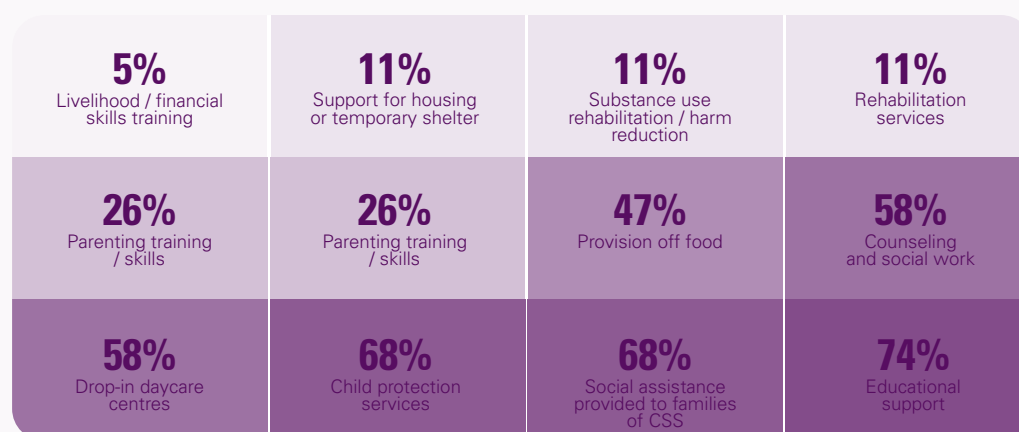 5%
Livelihood / financial
skills training
11%
Support for housing
or temporary shelter
11%
Substance use
rehabilitation / harm
reduction
11%
Rehabilitation
services
26%
Parenting training
/ skills
26%
Parenting training
/ skills
47%
Provision off food
58%
Counseling
and social work
58%
Drop-in daycare
centres
68%
Child protection
services
68%
Social assistance
provided to families
of CSS
74%
Educational
support